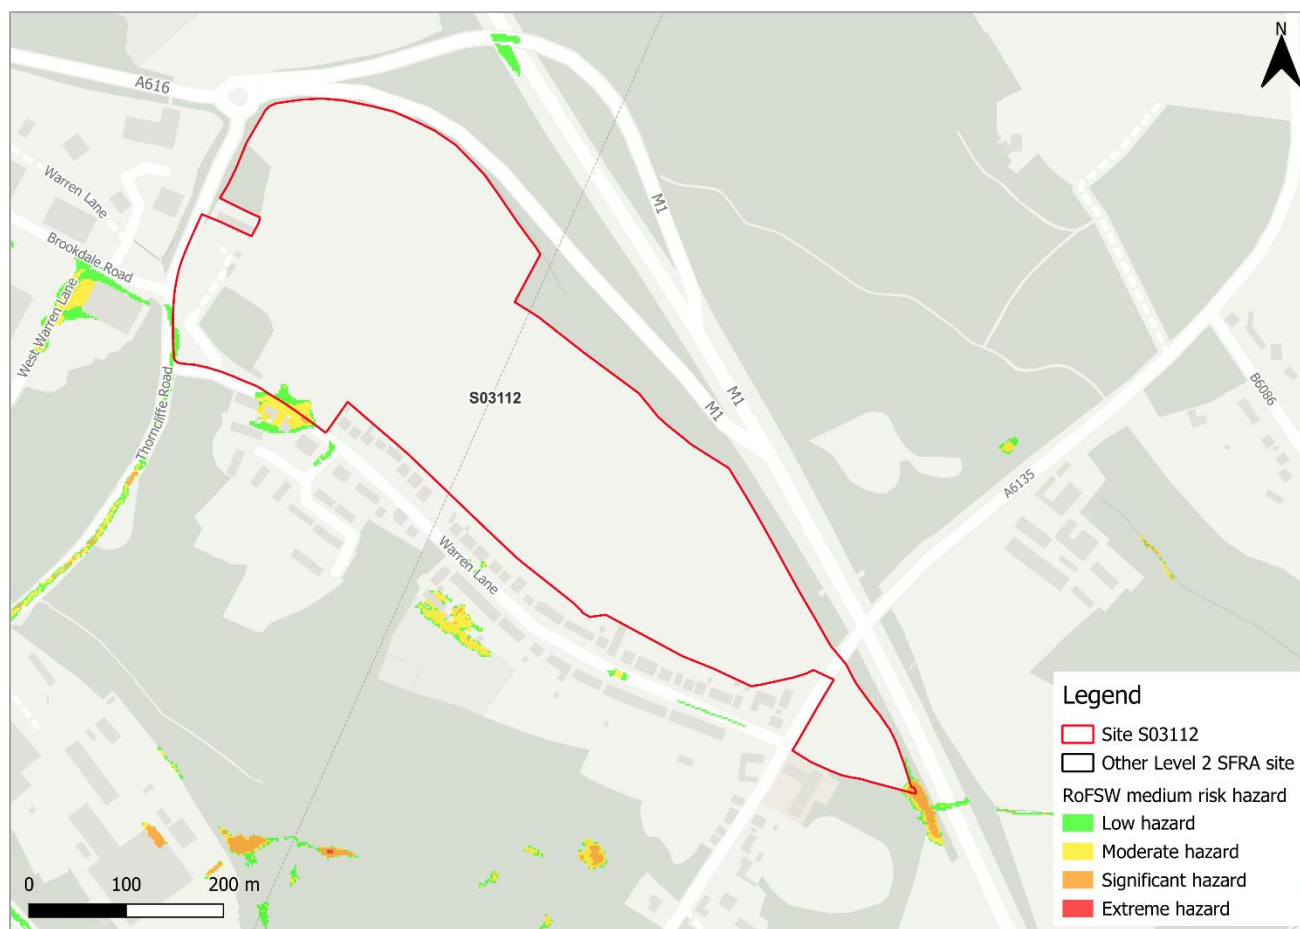 N
A616
Warren Lane
Brookdale Road
West Warren Lane
Thorncliffe Road
M1
S03112
M1
M1
B6086
A6135
Warren Lane
Legend
Site S03112
Other Level 2 SFRA site
RoFSW medium risk hazard
Low hazard
Moderate hazard
Significant hazard
Extreme hazard
0 100 200 m